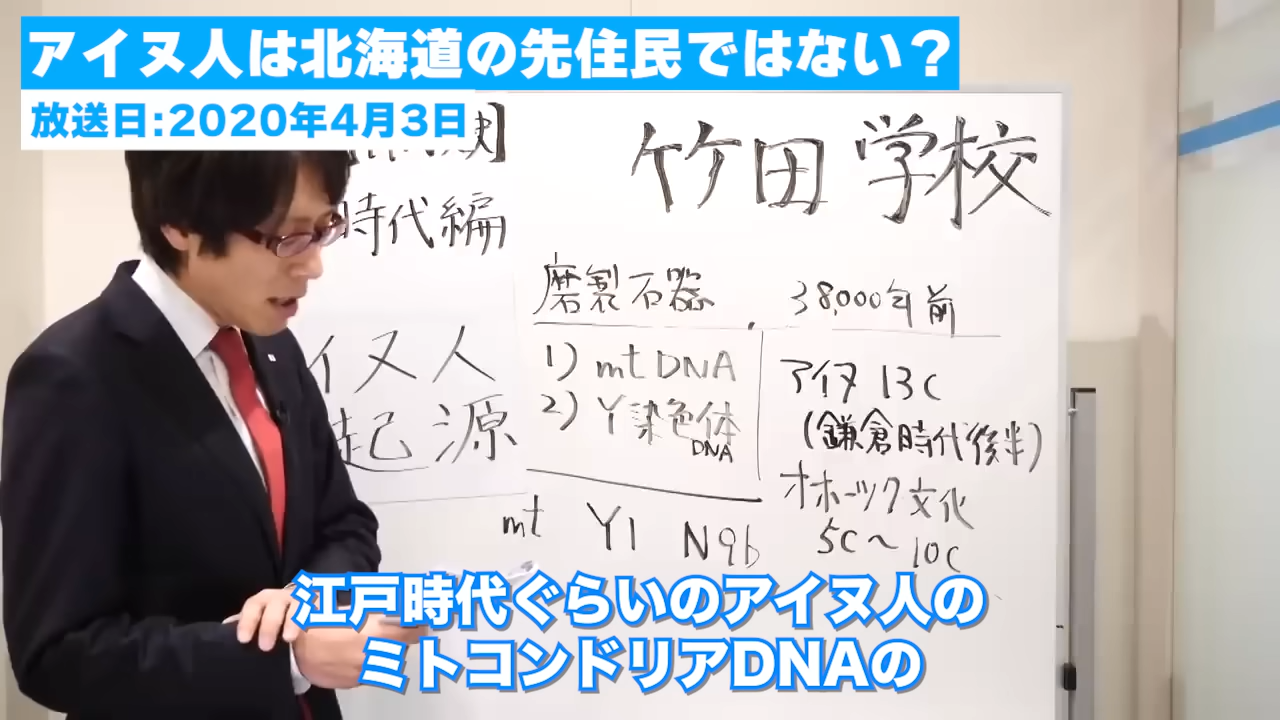 アイヌ人は北海道の先住民ではない？
放送日:2020年4月3日
竹田学校
時代編
イヌ人
起源
磨製石器 38,000年前
1) mtDNA
2) Y染色体
DNA
mt Y1 N9b
アイヌ 13C
(鎌倉時代後半)
オホーツク文化
5C〜10C
江戸時代ぐらいのアイヌ人の
ミトコンドリアDNAの